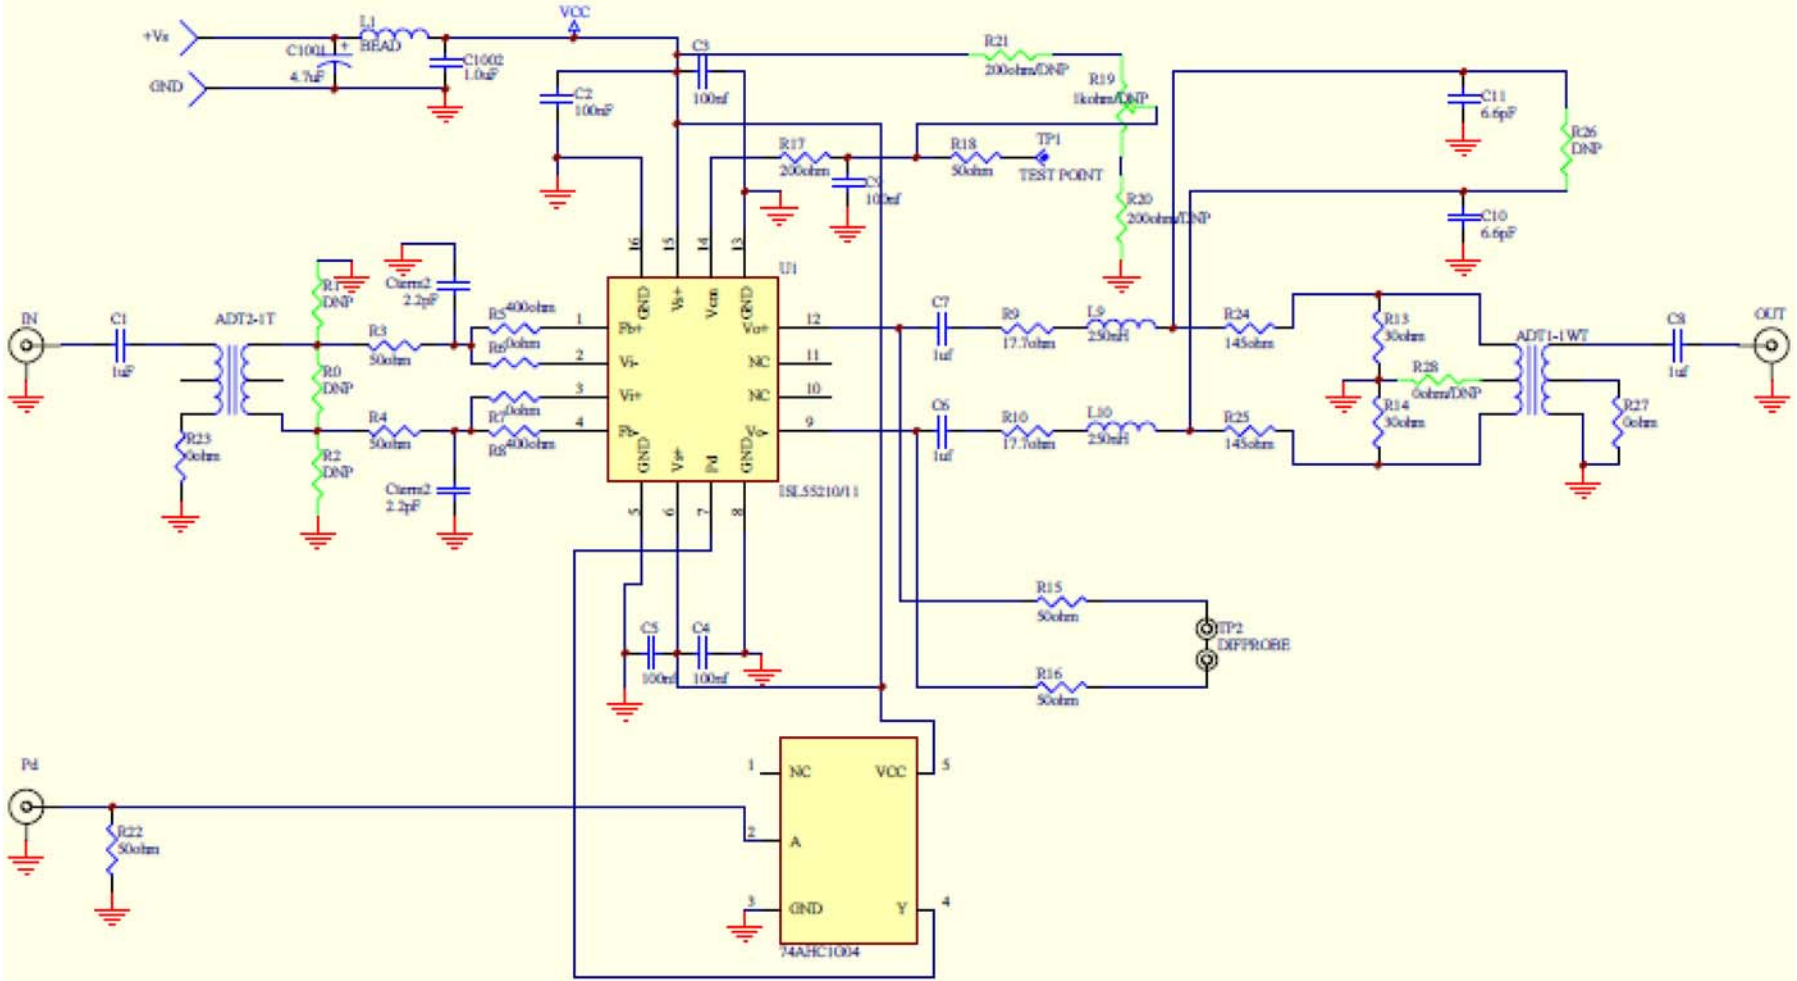 +Vs
L1
BEAD
VCC
C1001
4.7uF
C1002
1.0uF
GND
C3
100nf
C2
100nF
R21
200ohm/DNP
R19
1kohm/DNP
C11
6.6pF
R26
DNP
R17
200ohm
R18
50ohm
TP1
TEST POINT
100nf
R20
200ohm/DNP
C10
6.6pF
16
15
14
13
U1
GND
Vs+
Vcm
GND
IN
C1
1uF
ADT2-1T
R1
DNP
R0
DNP
R2
DNP
R23
0ohm
R3
50ohm
R4
50ohm
2.2pF
2.2pF
R5
400ohm
0ohm
R6
0ohm
R7
R8
400ohm
1
2
3
4
Fb+
Vi-
Vi+
Fb-
Vo+
NC
NC
Vo-
12
11
10
9
GND
Vs+
Pd
GND
ISL55210/11
5
6
7
8
C7
1uf
R9
17.7ohm
L9
250nH
R24
145ohm
C6
1uf
R10
17.7ohm
L10
250nH
R25
145ohm
R13
30ohm
R28
0ohm/DNP
R14
30ohm
ADT1-1WT
R27
0ohm
C8
1uf
OUT
R15
50ohm
R16
50ohm
TP2
DIFPROBE
C5
100nf
C4
100nf
Pd
R22
50ohm
1
NC
VCC
5
2
A
3
GND
Y
4
74AHC1G04